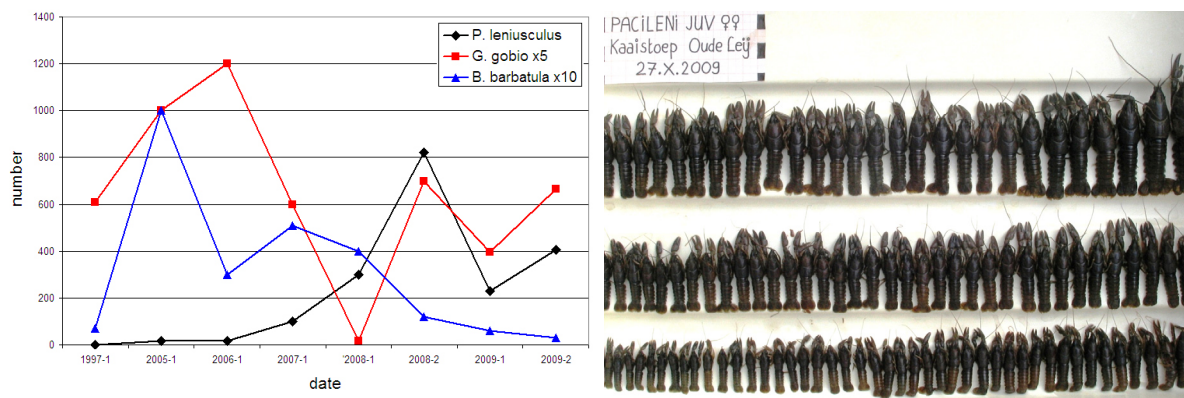 1400
1200
1000
800
600
400
200
0
number
1997-1
2005-1
2006-1
2007-1
2008-1
2008-2
2009-1
2009-2
date
P. leniusculus
G. gobio x5
B. barbatula x10
PACiLENi JUV ♀♀
Kaaistoep Oude Leij
27.X.2009